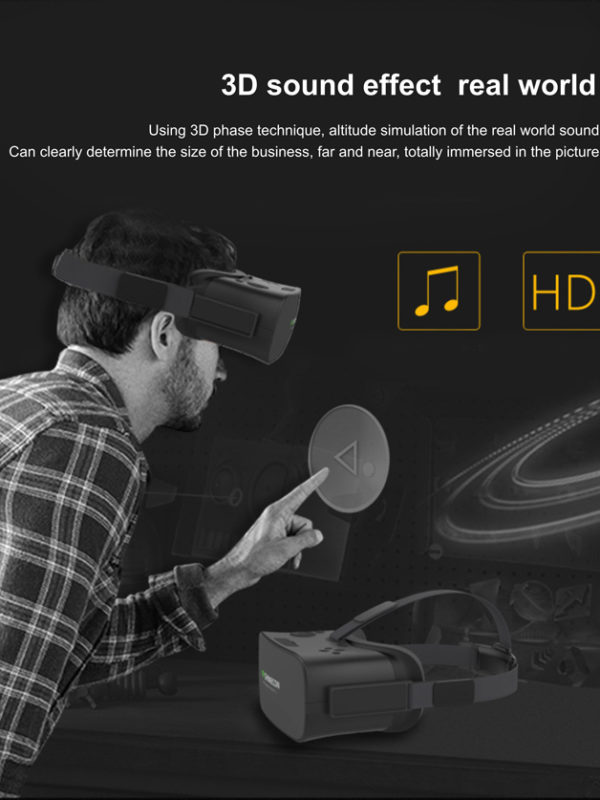 3D sound effect  real world
Using 3D phase technique, altitude simulation of the real world sound
Can clearly determine the size of the business, far and near, totally immersed in the picture
HD